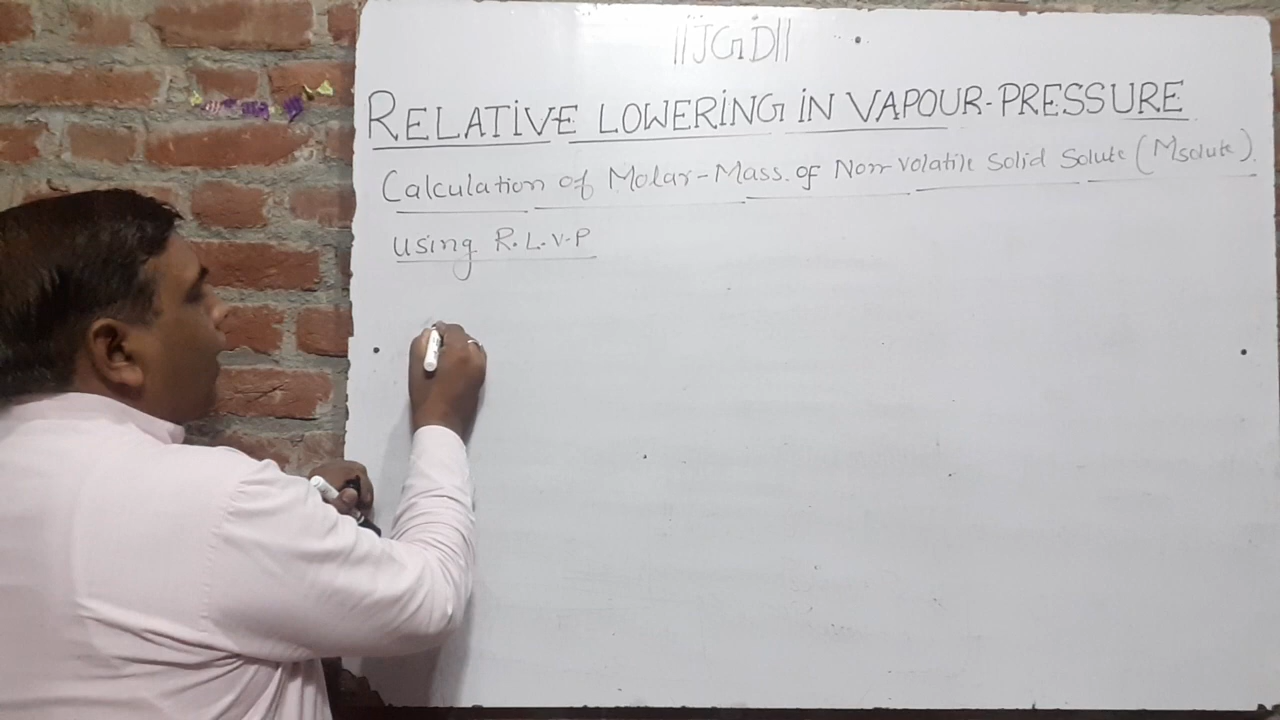 ||JGD||
RELATIVE LOWERING IN VAPOUR-PRESSURE
Calculation of Molar-Mass. of Non-volatile Solid Solute (Msolute).
using R.L.V.P